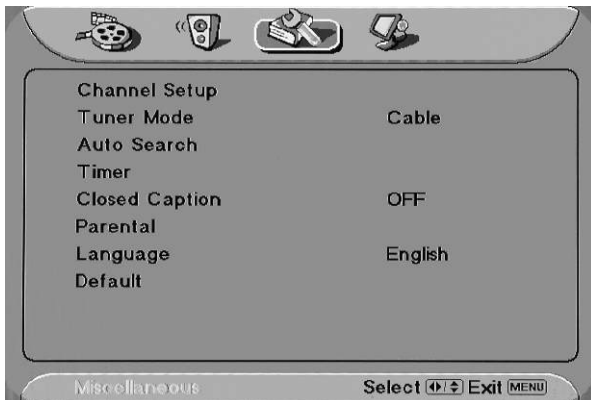 Channel Setup
Tuner Mode Cable
Auto Search
Timer
Closed Caption OFF
Parental
Language English
Default
Miscellaneous Select Exit MENU